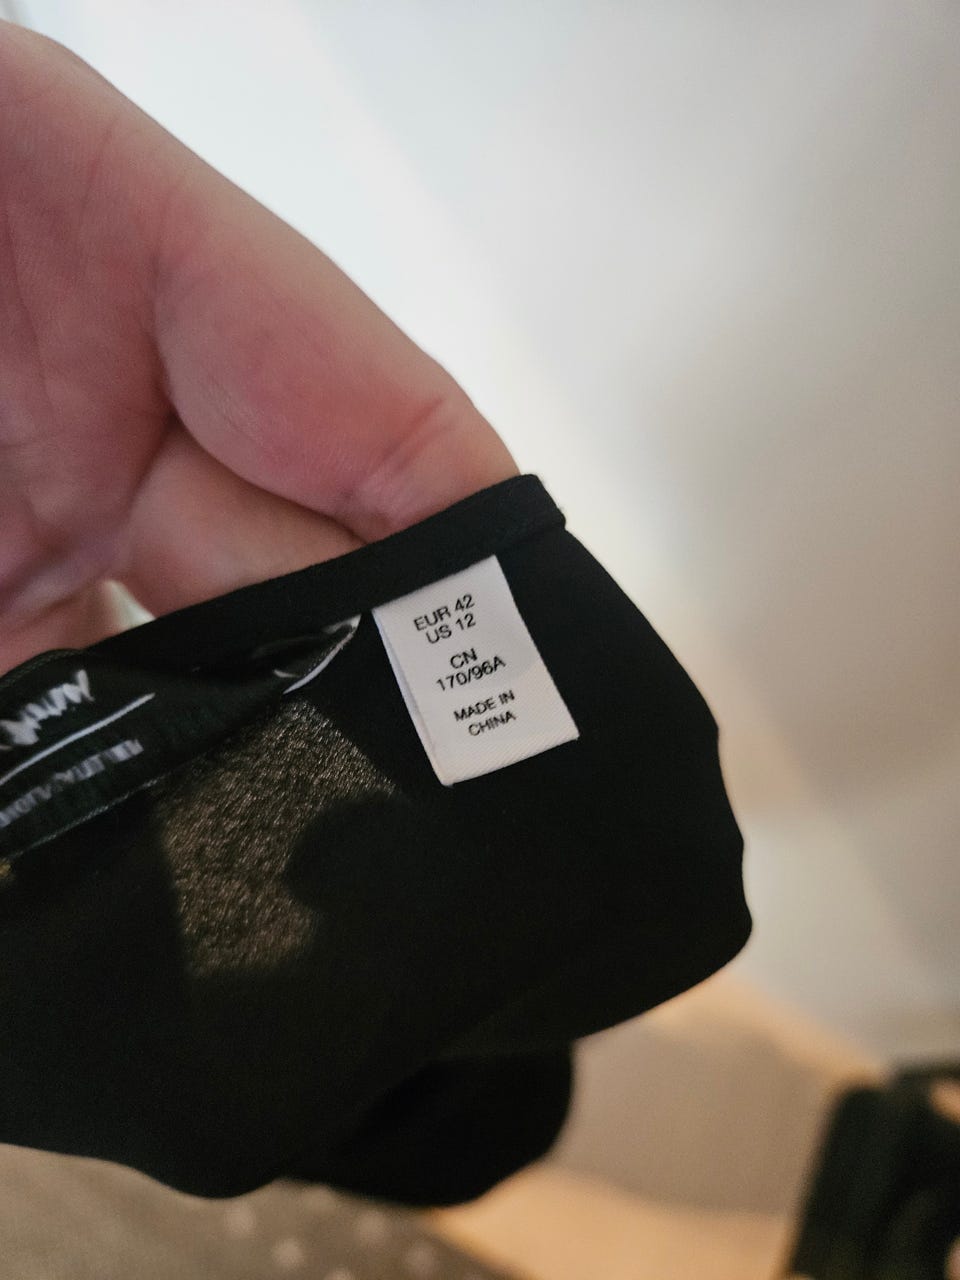 EUR 42
US 12
CN
170/96A
MADE IN
CHINA